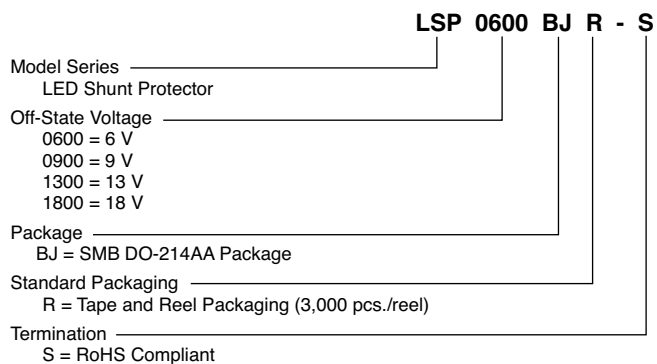 LSP 0600 BJ R - S
Model Series
LED Shunt Protector
Off-State Voltage
0600 = 6 V
0900 = 9 V
1300 = 13 V
1800 = 18 V
Package
BJ = SMB DO-214AA Package
Standard Packaging
R = Tape and Reel Packaging (3,000 pcs./reel)
Termination
S = RoHS Compliant